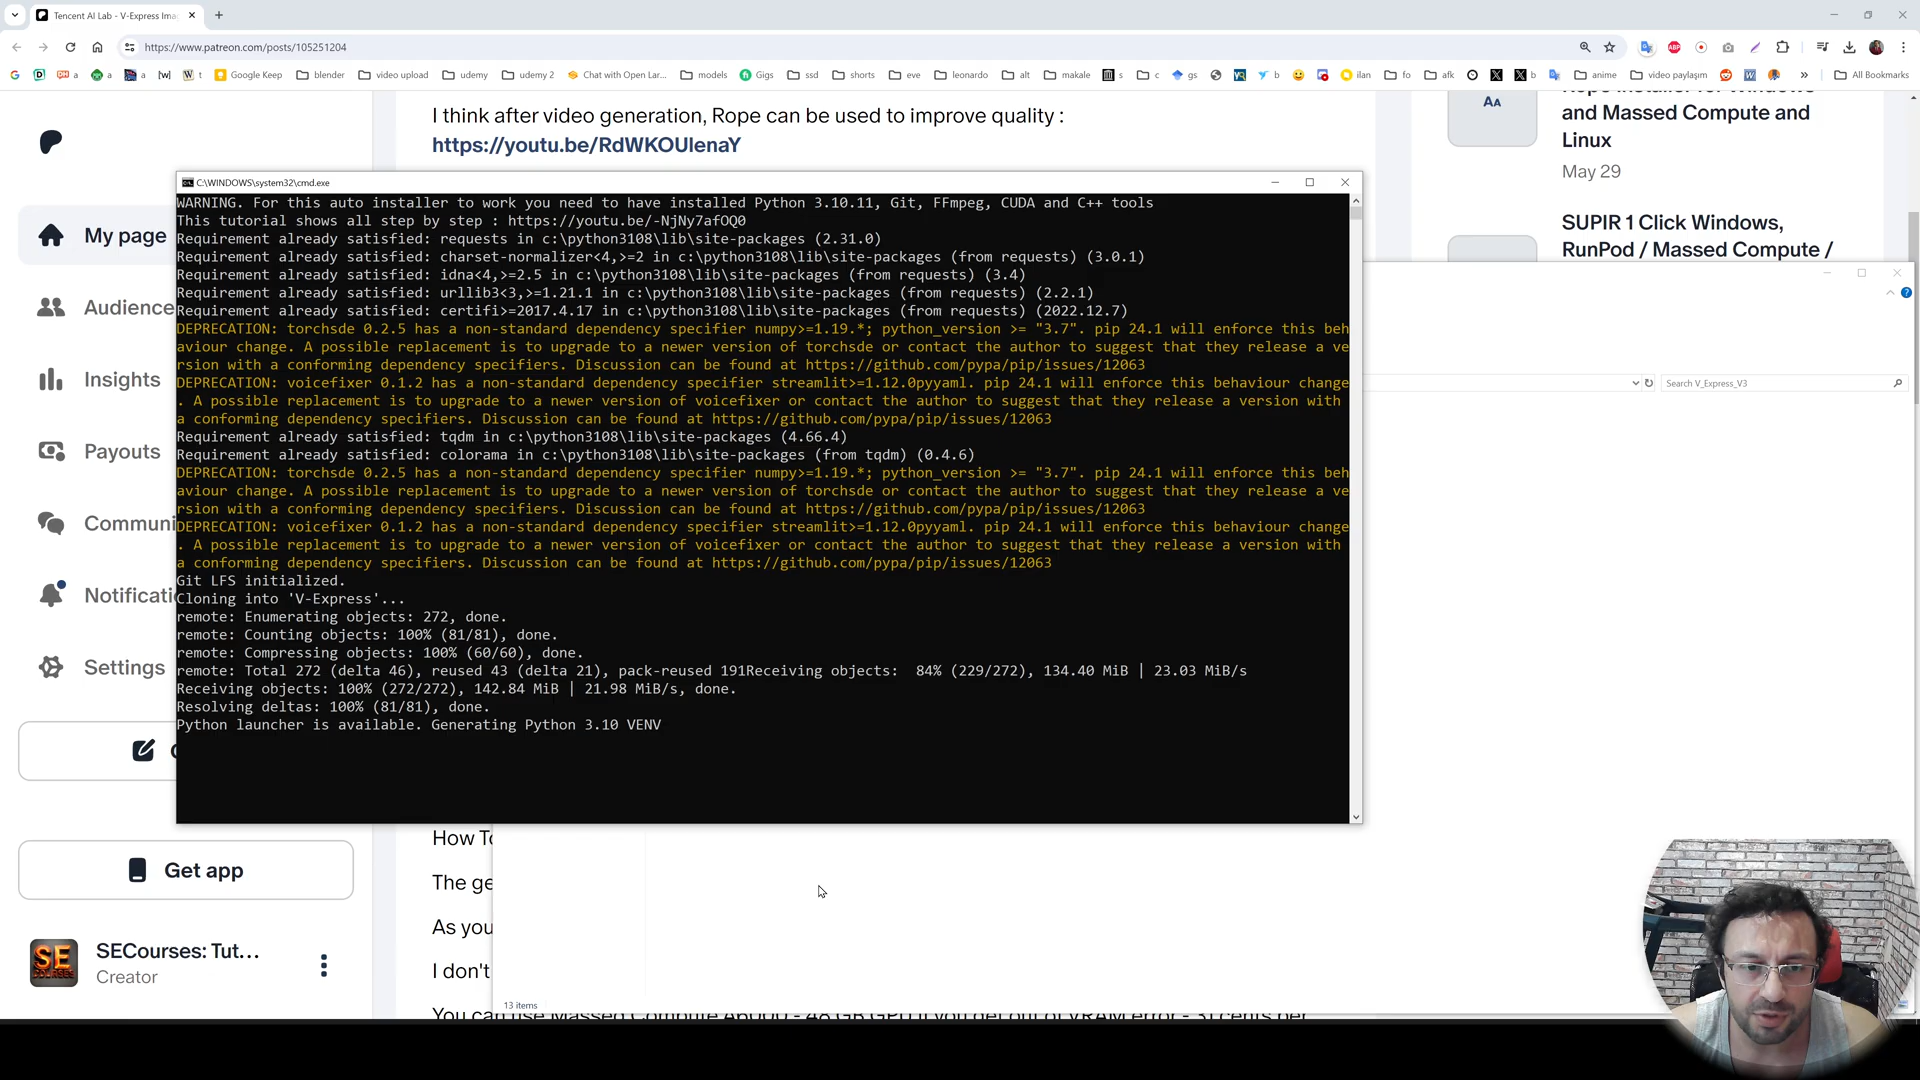 Tencent AI Lab - V-Express Ima
https://www.patreon.com/posts/105251204
a
a
a
t
Google Keep
blender
video upload
udemy
udemy 2
Chat with Open Lar...
models
Gigs
ssd
shorts
eve
leonardo
alt
makale
s
c
gs
b
ilan
fo
afk
b
anime
video paylaşım
All Bookmarks
I think after video generation, Rope can be used to improve quality :
https://youtu.be/RdWKOUlenaY
AA
and Massed Compute and
Linux
May 29
SUPIR 1 Click Windows,
RunPod / Massed Compute /
My page
Audience
Insights
Payouts
Communi
Notificati
Settings
Get app
SECourses: Tut...
Creator
C:\WINDOWS\system32\cmd.exe
WARNING. For this auto installer to work you need to have installed Python 3.10.11, Git, FFmpeg, CUDA and C++ tools
This tutorial shows all step by step : https://youtu.be/-NjNy7afOQ0
Requirement already satisfied: requests in c:\python3108\lib\site-packages (2.31.0)
Requirement already satisfied: charset-normalizer<4,>=2 in c:\python3108\lib\site-packages (from requests) (3.0.1)
Requirement already satisfied: idna<4,>=2.5 in c:\python3108\lib\site-packages (from requests) (3.4)
Requirement already satisfied: urllib3<3,>=1.21.1 in c:\python3108\lib\site-packages (from requests) (2.2.1)
Requirement already satisfied: certifi>=2017.4.17 in c:\python3108\lib\site-packages (from requests) (2022.12.7)
DEPRECATION: torchsde 0.2.5 has a non-standard dependency specifier numpy>=1.19.*; python_version >= "3.7". pip 24.1 will enforce this beh
aviour change. A possible replacement is to upgrade to a newer version of torchsde or contact the author to suggest that they release a ve
rsion with a conforming dependency specifiers. Discussion can be found at https://github.com/pypa/pip/issues/12063
DEPRECATION: voicefixer 0.1.2 has a non-standard dependency specifier streamlit>=1.12.0pyyaml. pip 24.1 will enforce this behaviour change
. A possible replacement is to upgrade to a newer version of voicefixer or contact the author to suggest that they release a version with
a conforming dependency specifiers. Discussion can be found at https://github.com/pypa/pip/issues/12063
Requirement already satisfied: tqdm in c:\python3108\lib\site-packages (4.66.4)
Requirement already satisfied: colorama in c:\python3108\lib\site-packages (from tqdm) (0.4.6)
DEPRECATION: torchsde 0.2.5 has a non-standard dependency specifier numpy>=1.19.*; python_version >= "3.7". pip 24.1 will enforce this beh
aviour change. A possible replacement is to upgrade to a newer version of torchsde or contact the author to suggest that they release a ve
rsion with a conforming dependency specifiers. Discussion can be found at https://github.com/pypa/pip/issues/12063
DEPRECATION: voicefixer 0.1.2 has a non-standard dependency specifier streamlit>=1.12.0pyyaml. pip 24.1 will enforce this behaviour change
. A possible replacement is to upgrade to a newer version of voicefixer or contact the author to suggest that they release a version with
a conforming dependency specifiers. Discussion can be found at https://github.com/pypa/pip/issues/12063
Git LFS initialized.
Cloning into 'V-Express'...
remote: Enumerating objects: 272, done.
remote: Counting objects: 100% (81/81), done.
remote: Compressing objects: 100% (60/60), done.
remote: Total 272 (delta 46), reused 43 (delta 21), pack-reused 191Receiving objects:  84% (229/272), 134.40 MiB | 23.03 MiB/s
Receiving objects: 100% (272/272), 142.84 MiB | 21.98 MiB/s, done.
Resolving deltas: 100% (81/81), done.
Python launcher is available. Generating Python 3.10 VENV
Search V_Express_V3
How To
The ge
As you
I don't
13 items